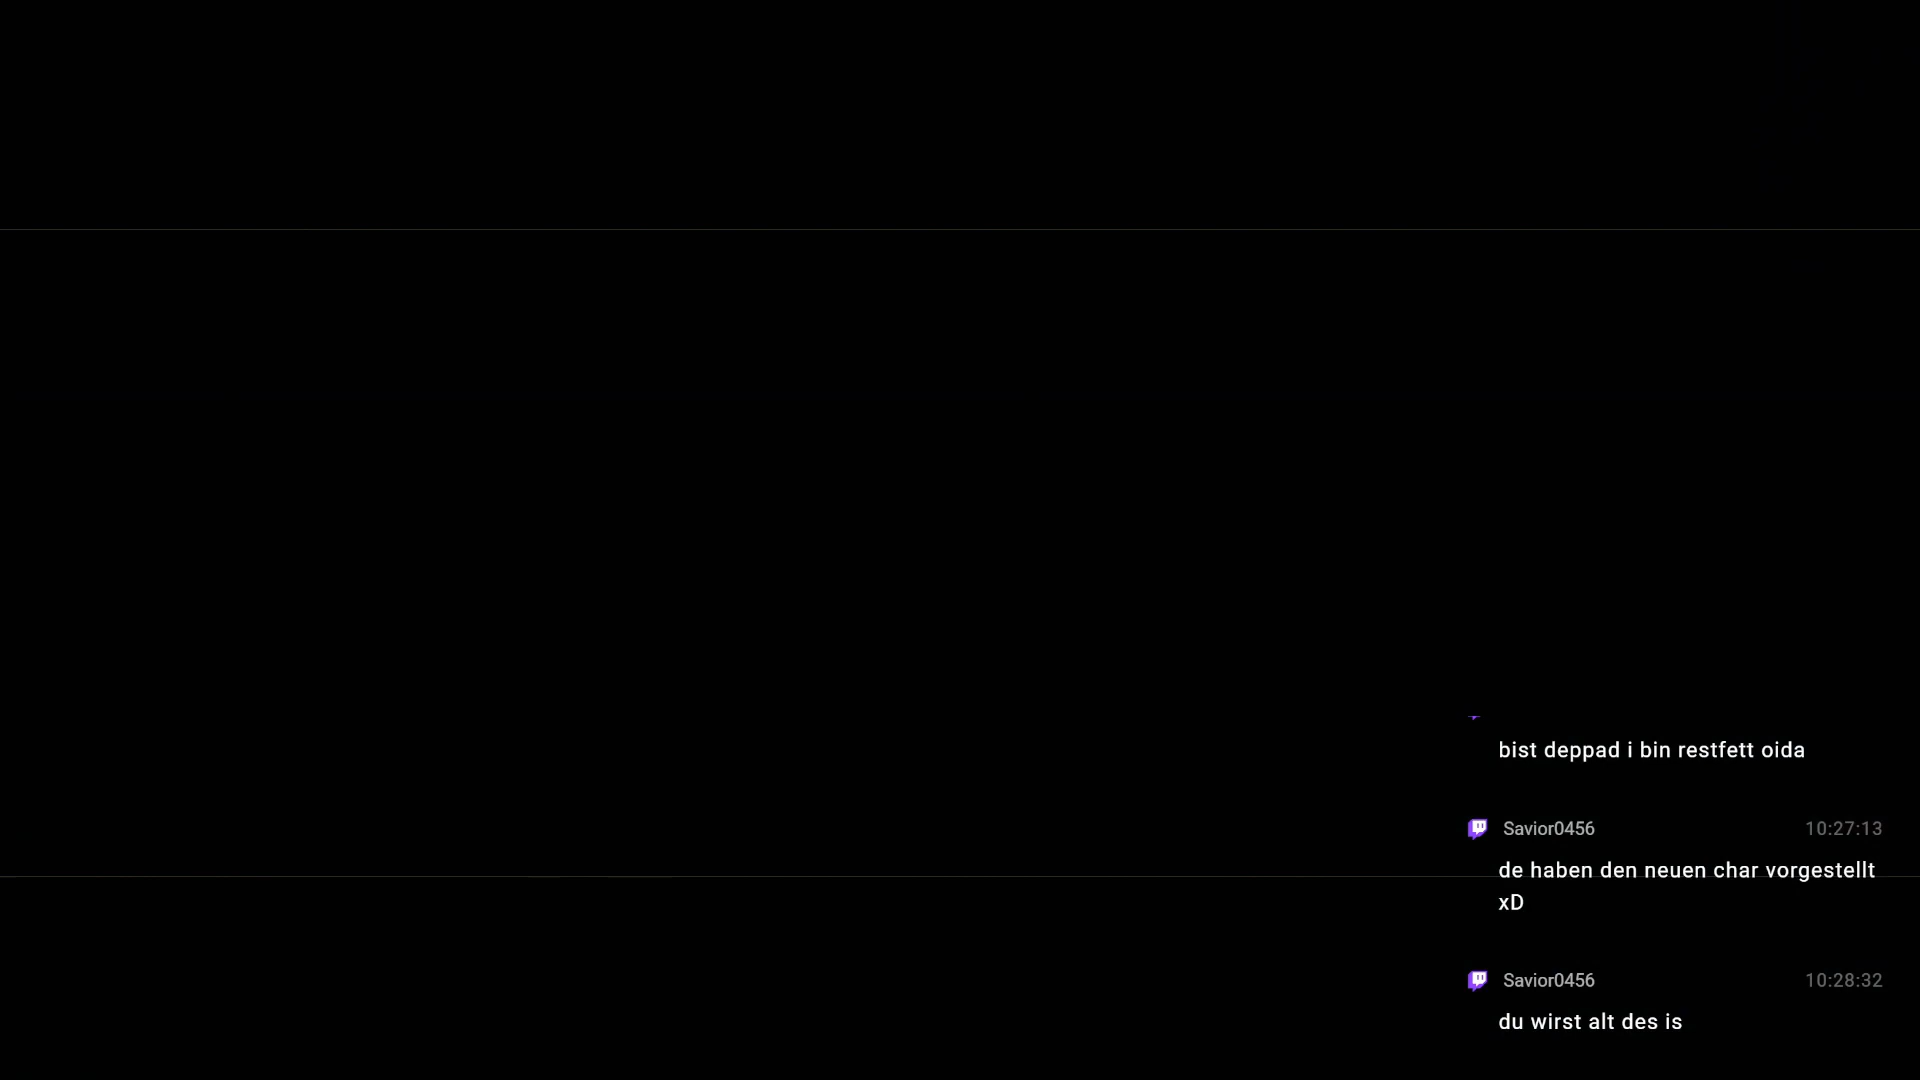 bist deppad i bin restfett oida
Savior0456 10:27:13
de haben den neuen char vorgestellt
xD
Savior0456 10:28:32
du wirst alt des is